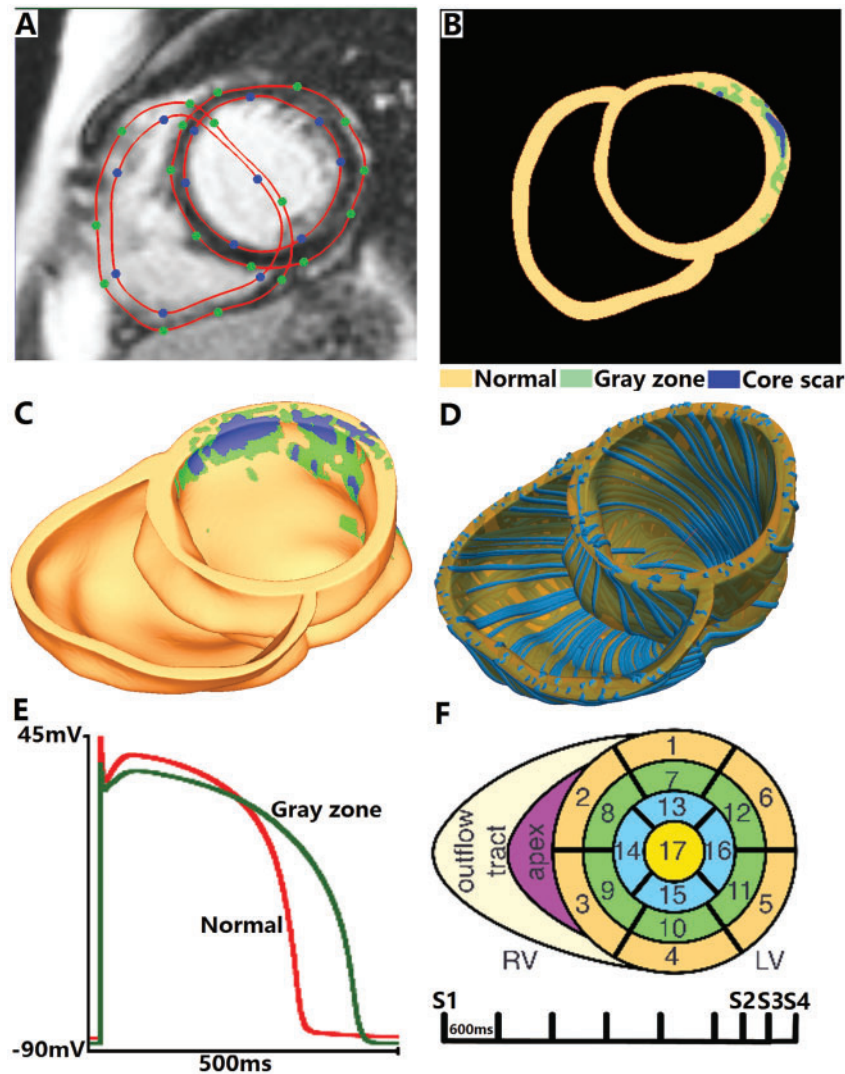 A
B
Normal Gray zone Core scar
C
D
E
45mV
Gray zone
Normal
-90mV
500ms
F
1
2
7
6
8
13
12
outflow
tract
apex
14
17
16
3
9
15
11
5
10
4
RV
LV
S1
S2
S3
S4
600ms